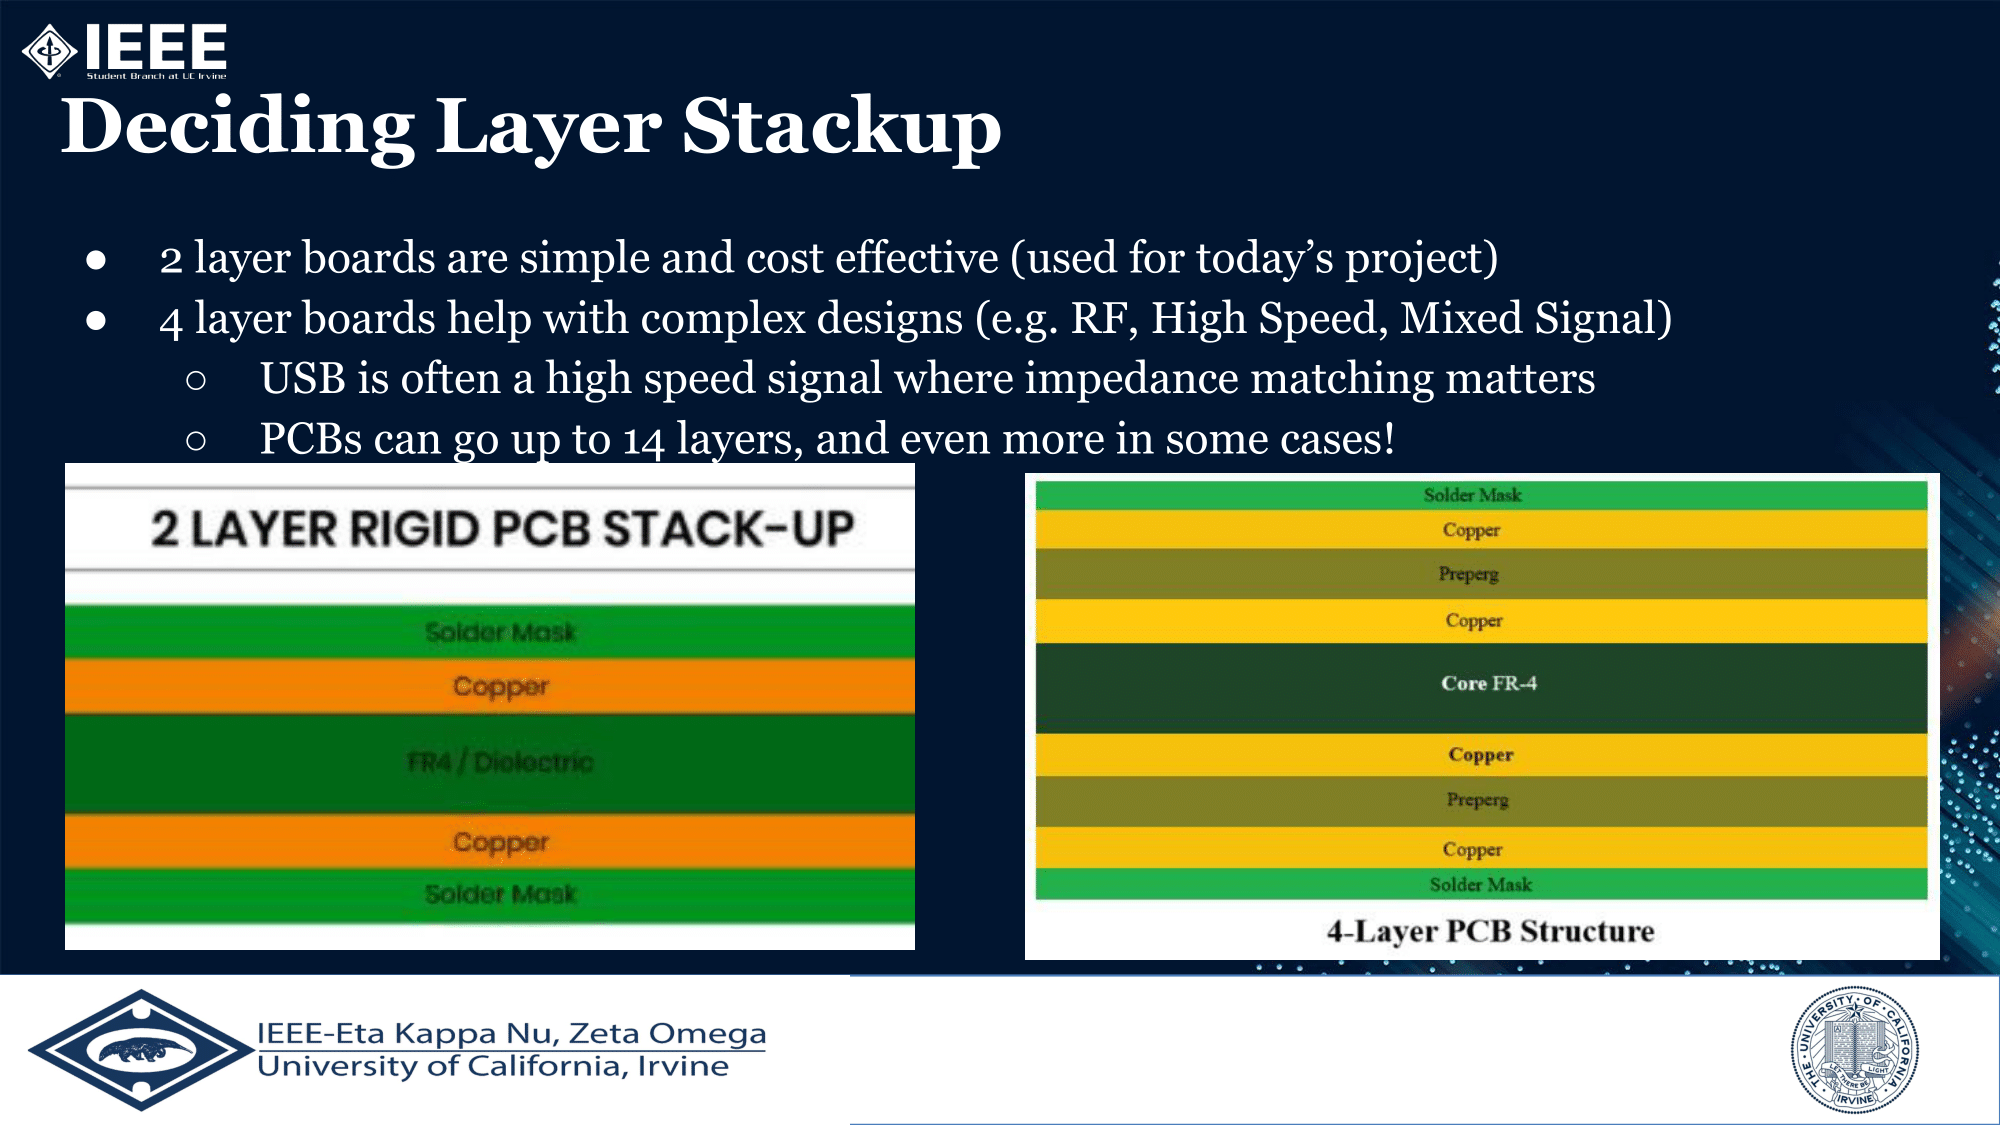 IEEE
Student Branch at UC Irvine
Deciding Layer Stackup
● 2 layer boards are simple and cost effective (used for today's project)
● 4 layer boards help with complex designs (e.g. RF, High Speed, Mixed Signal)
○ USB is often a high speed signal where impedance matching matters
○ PCBs can go up to 14 layers, and even more in some cases!
2 LAYER RIGID PCB STACK-UP
Solder Mask
Copper
FR4 / Dielectric
Copper
Solder Mask
Solder Mask
Copper
Preperg
Copper
Core FR-4
Copper
Preperg
Copper
Solder Mask
4-Layer PCB Structure
IEEE-Eta Kappa Nu, Zeta Omega
University of California, Irvine
THE · UNIVERSITY · OF · CALIFORNIA
LET THERE BE LIGHT
IRVINE